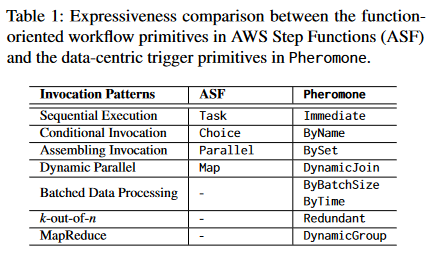 Table 1: Expressiveness comparison between the function-
oriented workflow primitives in AWS Step Functions (ASF)
and the data-centric trigger primitives in Pheromone.
Invocation Patterns ASF Pheromone
Sequential Execution Task Immediate
Conditional Invocation Choice ByName
Assembling Invocation Parallel BySet
Dynamic Parallel Map DynamicJoin
Batched Data Processing - ByBatchSize
ByTime
k-out-of-n - Redundant
MapReduce - DynamicGroup